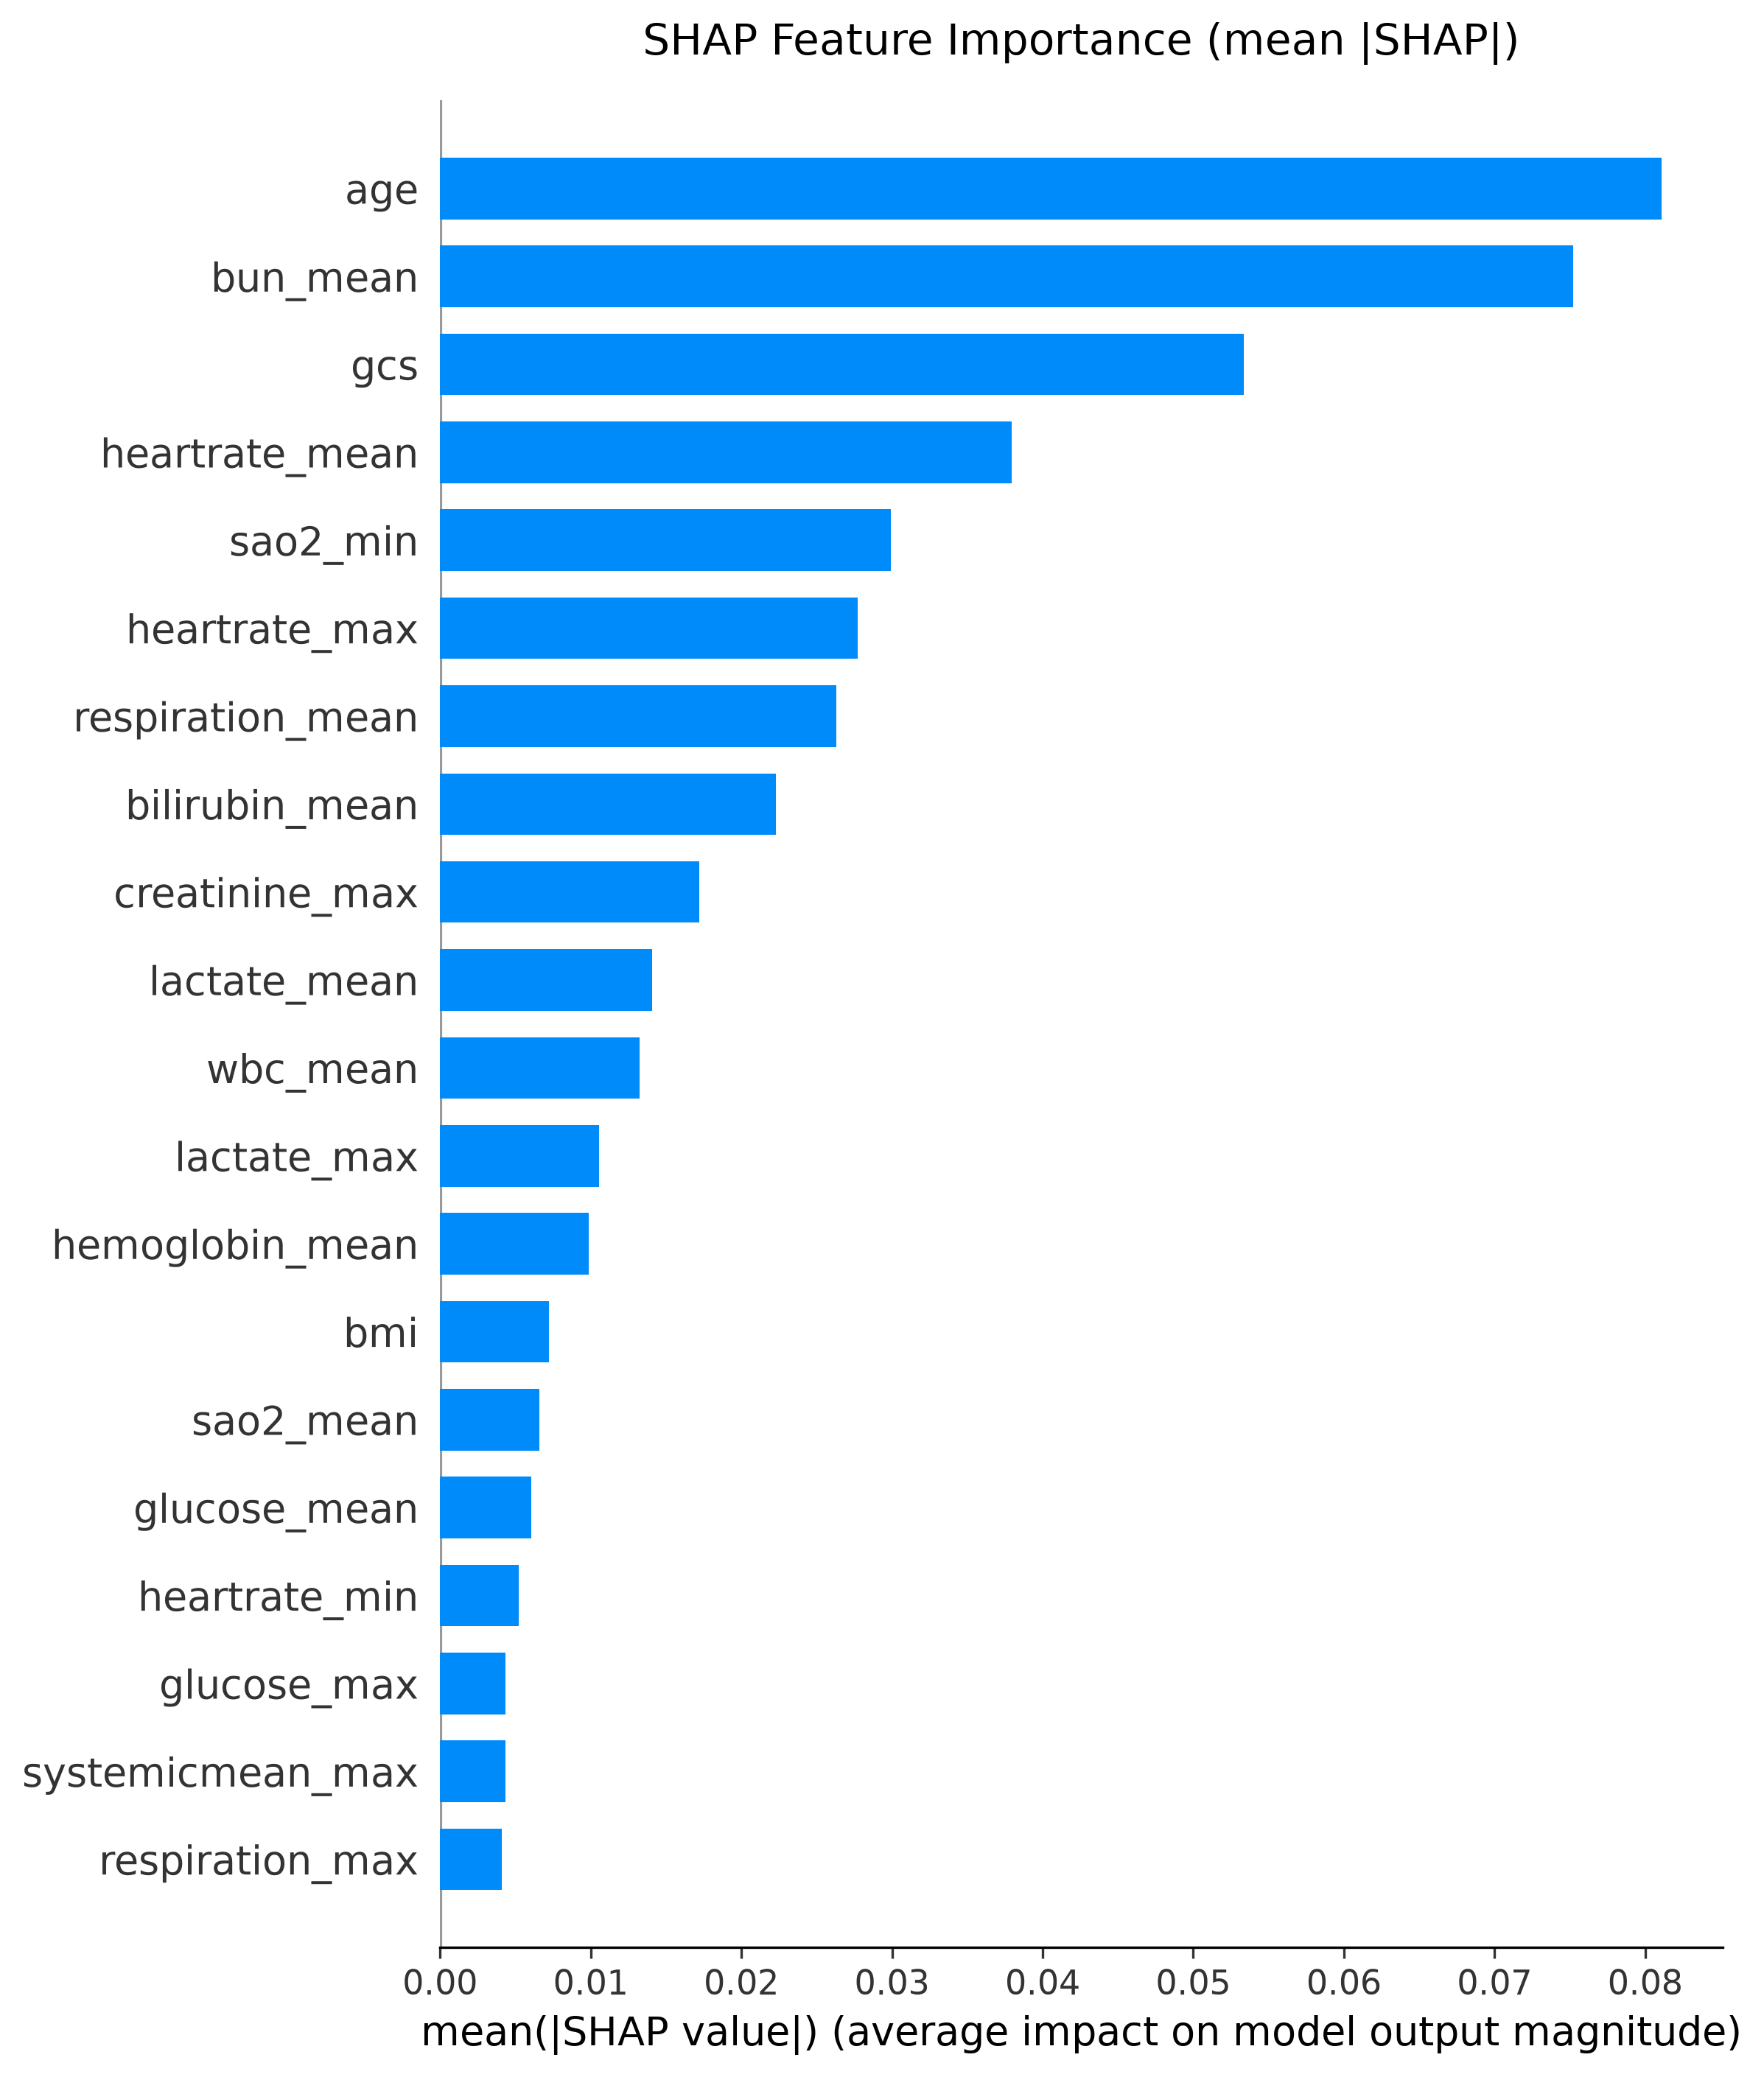 SHAP Feature Importance (mean |SHAP|)
age
bun_mean
gcs
heartrate_mean
sao2_min
heartrate_max
respiration_mean
bilirubin_mean
creatinine_max
lactate_mean
wbc_mean
lactate_max
hemoglobin_mean
bmi
sao2_mean
glucose_mean
heartrate_min
glucose_max
systemicmean_max
respiration_max
0.00 0.01 0.02 0.03 0.04 0.05 0.06 0.07 0.08
mean(|SHAP value|) (average impact on model output magnitude)